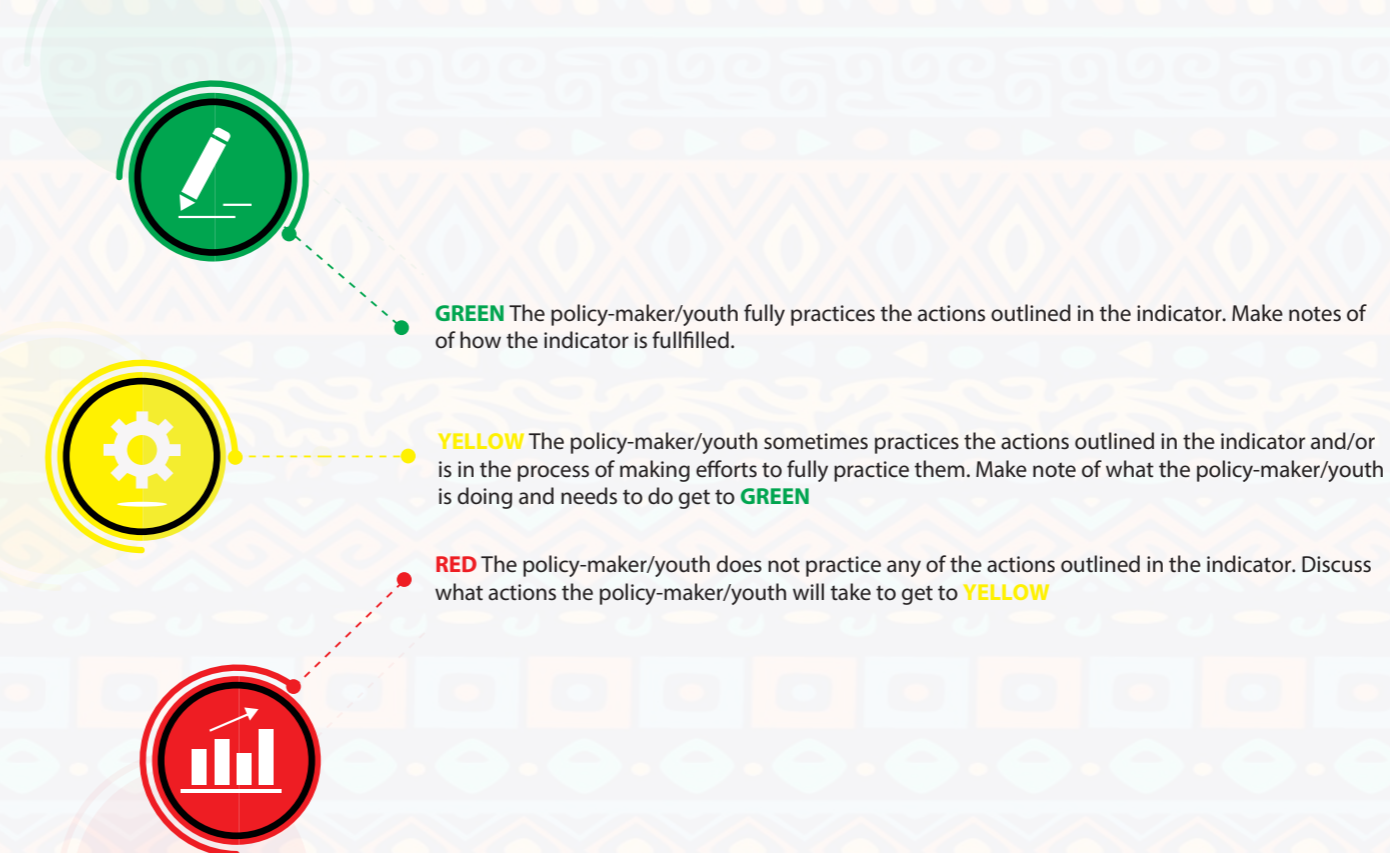 GREEN The policy-maker/youth fully practices the actions outlined in the indicator. Make notes of
of how the indicator is fullfilled.
YELLOW The policy-maker/youth sometimes practices the actions outlined in the indicator and/or
is in the process of making efforts to fully practice them. Make note of what the policy-maker/youth
is doing and needs to do get to GREEN
RED The policy-maker/youth does not practice any of the actions outlined in the indicator. Discuss
what actions the policy-maker/youth will take to get to YELLOW